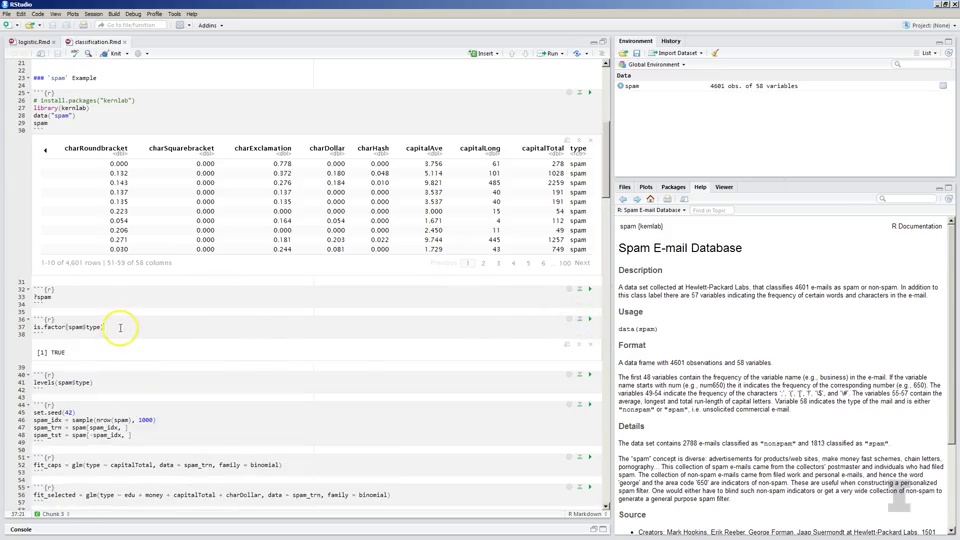 RStudio
File Edit Code View Plots Session Build Debug Profile Tools Help
Go to file/function
Addins
Project: (None)
logistic.Rmd
classification.Rmd
Knit
Insert
Run
21
22
23 ### `spam` Example
24
25 ```{r}
26 # install.packages("kernlab")
27 library(kernlab)
28 data("spam")
29 spam
30 ```
charRoundbracket charSquarebracket charExclamation charDollar charHash capitalAve capitalLong capitalTotal type
<dbl> <dbl> <dbl> <dbl> <dbl> <dbl> <dbl> <dbl> <fctr>
0.000 0.000 0.778 0.000 0.000 3.756 61 278 spam
0.132 0.000 0.372 0.180 0.048 5.114 101 1028 spam
0.143 0.000 0.276 0.184 0.010 9.821 485 2259 spam
0.137 0.000 0.137 0.000 0.000 3.537 40 191 spam
0.135 0.000 0.135 0.000 0.000 3.537 40 191 spam
0.223 0.000 0.000 0.000 0.000 3.000 15 54 spam
0.054 0.000 0.164 0.054 0.000 1.671 4 112 spam
0.206 0.000 0.000 0.000 0.000 2.450 11 49 spam
0.271 0.000 0.181 0.203 0.022 9.744 445 1257 spam
0.030 0.000 0.244 0.081 0.000 1.729 43 749 spam
1-10 of 4,601 rows | 51-59 of 58 columns
Previous 1 2 3 4 5 6 ... 100 Next
31
32 ```{r}
33 ?spam
34 ```
35
36 ```{r}
37 is.factor(spam$type)
38 ```
[1] TRUE
39
40 ```{r}
41 levels(spam$type)
42 ```
43
44 ```{r}
45 set.seed(42)
46 spam_idx = sample(nrow(spam), 1000)
47 spam_trn = spam[spam_idx, ]
48 spam_tst = spam[-spam_idx, ]
49 ```
50
51 ```{r}
52 fit_caps = glm(type ~ capitalTotal, data = spam_trn, family = binomial)
53 ```
54
55 ```{r}
56 fit_selected = glm(type ~ edu + money + capitalTotal + charDollar, data = spam_trn, family = binomial)
57 ```
37:21 Chunk 3 R Markdown
Console
Environment History
Import Dataset List
Global Environment
Data
spam 4601 obs. of 58 variables
Files Plots Packages Help Viewer
R: Spam E-mail Database Find in Topic
spam {kernlab} R Documentation
Spam E-mail Database
Description
A data set collected at Hewlett-Packard Labs, that classifies 4601 e-mails as spam or non-spam. In addition to
this class label there are 57 variables indicating the frequency of certain words and characters in the e-mail.
Usage
data(spam)
Format
A data frame with 4601 observations and 58 variables.
The first 48 variables contain the frequency of the variable name (e.g., business) in the e-mail. If the variable
name starts with num (e.g., num650) the it indicates the frequency of the corresponding number (e.g., 650). The
variables 49-54 indicate the frequency of the characters ';', '(', '[', '!', '\$', and '\#'. The variables 55-57 contain the
average, longest and total run-length of capital letters. Variable 58 indicates the type of the mail and is either
"nonspam" or "spam", i.e. unsolicited commercial e-mail.
Details
The data set contains 2788 e-mails classified as "nonspam" and 1813 classified as "spam".
The "spam" concept is diverse: advertisements for products/web sites, make money fast schemes, chain letters,
pornography... This collection of spam e-mails came from the collectors' postmaster and individuals who had filed
spam. The collection of non-spam e-mails came from filed work and personal e-mails, and hence the word
'george' and the area code '650' are indicators of non-spam. These are useful when constructing a personalized
spam filter. One would either have to blind such non-spam indicators or get a very wide collection of non-spam to
generate a general purpose spam filter.
Source
• Creators: Mark Hopkins, Erik Reeber, George Forman, Jaap Suermondt at Hewlett-Packard Labs, 1501